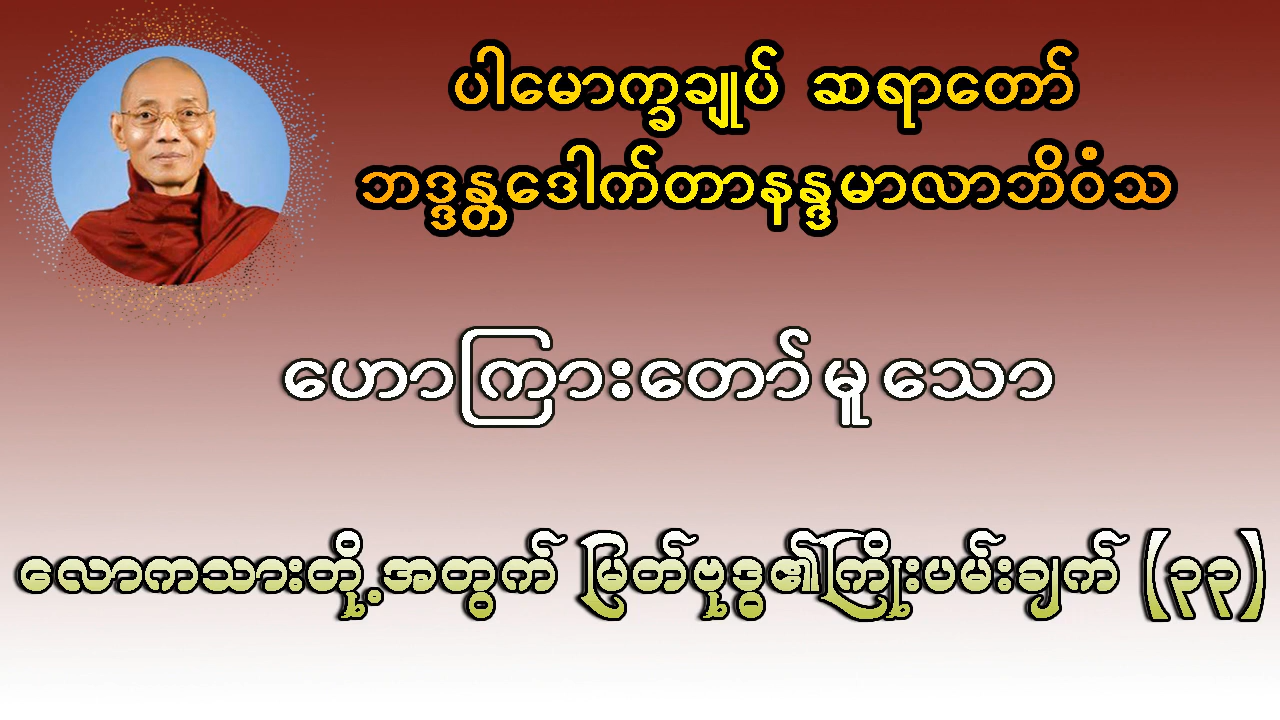 ပါမောက္ခချုပ် ဆရာတော်
ဘဒ္ဒန္တဒေါက်တာနန္ဒမာလာဘိဝံသ
ဟောကြားတော်မူသော
လောကသားတို့အတွက် မြတ်ဗုဒ္ဓ၏ကြိုးပမ်းချက် (၃၃)